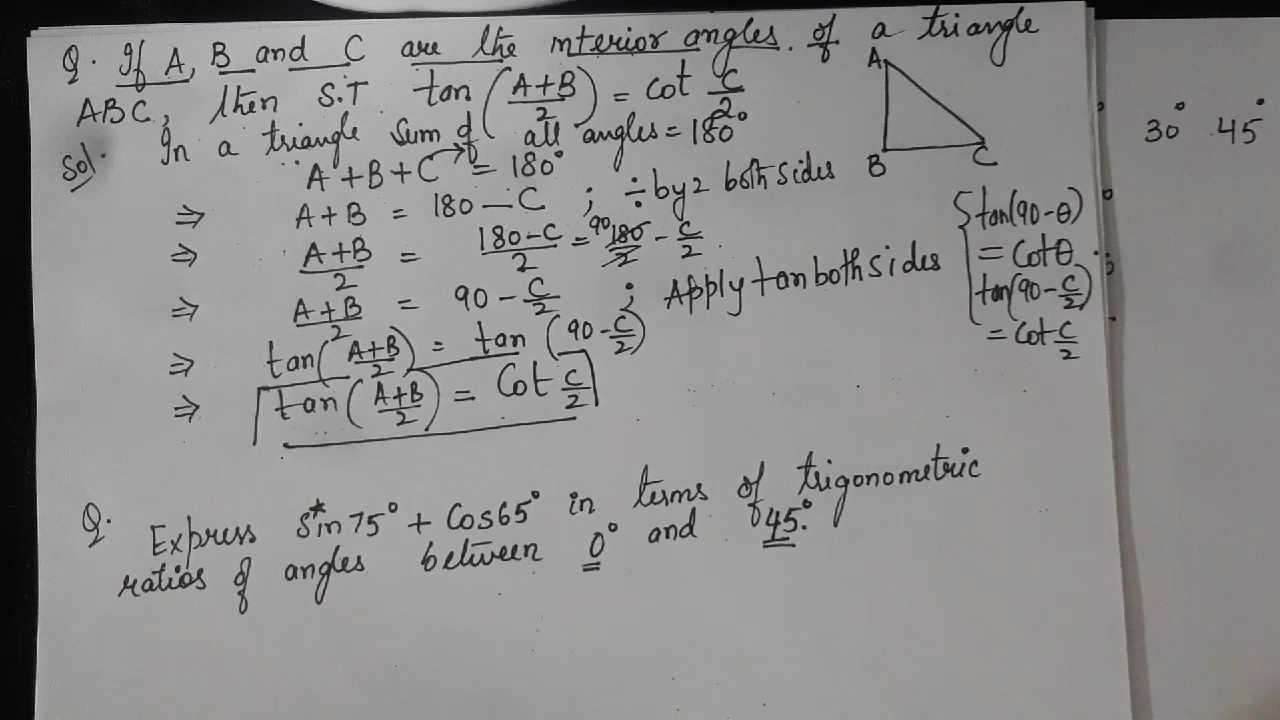 Q. If A, B and C are the interior angles of a triangle
ABC, then S.T tan (A+B/2) = cot C/2
Sol. In a triangle sum of all angles = 180°
A+B+C = 180°
⇒ A+B = 180 - C ; ÷ by 2 both sides
⇒ A+B/2 = 180-C/2 = 90 180/2 - C/2
⇒ A+B/2 = 90 - C/2 ; Apply tan both sides
⇒ tan(A+B/2) = tan (90 - C/2)
⇒ tan(A+B/2) = Cot C/2
{tan(90-θ)
= Cotθ
tan(90-C/2)
= Cot C/2
A
B
C
30° 45°
Q. Express Sin 75° + Cos 65° in terms of trigonometric
ratios of angles between 0° and 45°.